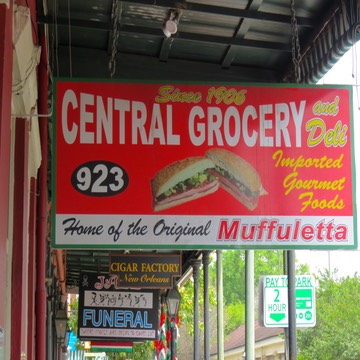 Since 1906
CENTRAL GROCERY
and
Deli
923
Imported
Gourmet
Foods
Home of the Original Muffuletta
CIGAR FACTORY
New Orleans
FUNERAL
PAY TO PARK
2
HOUR